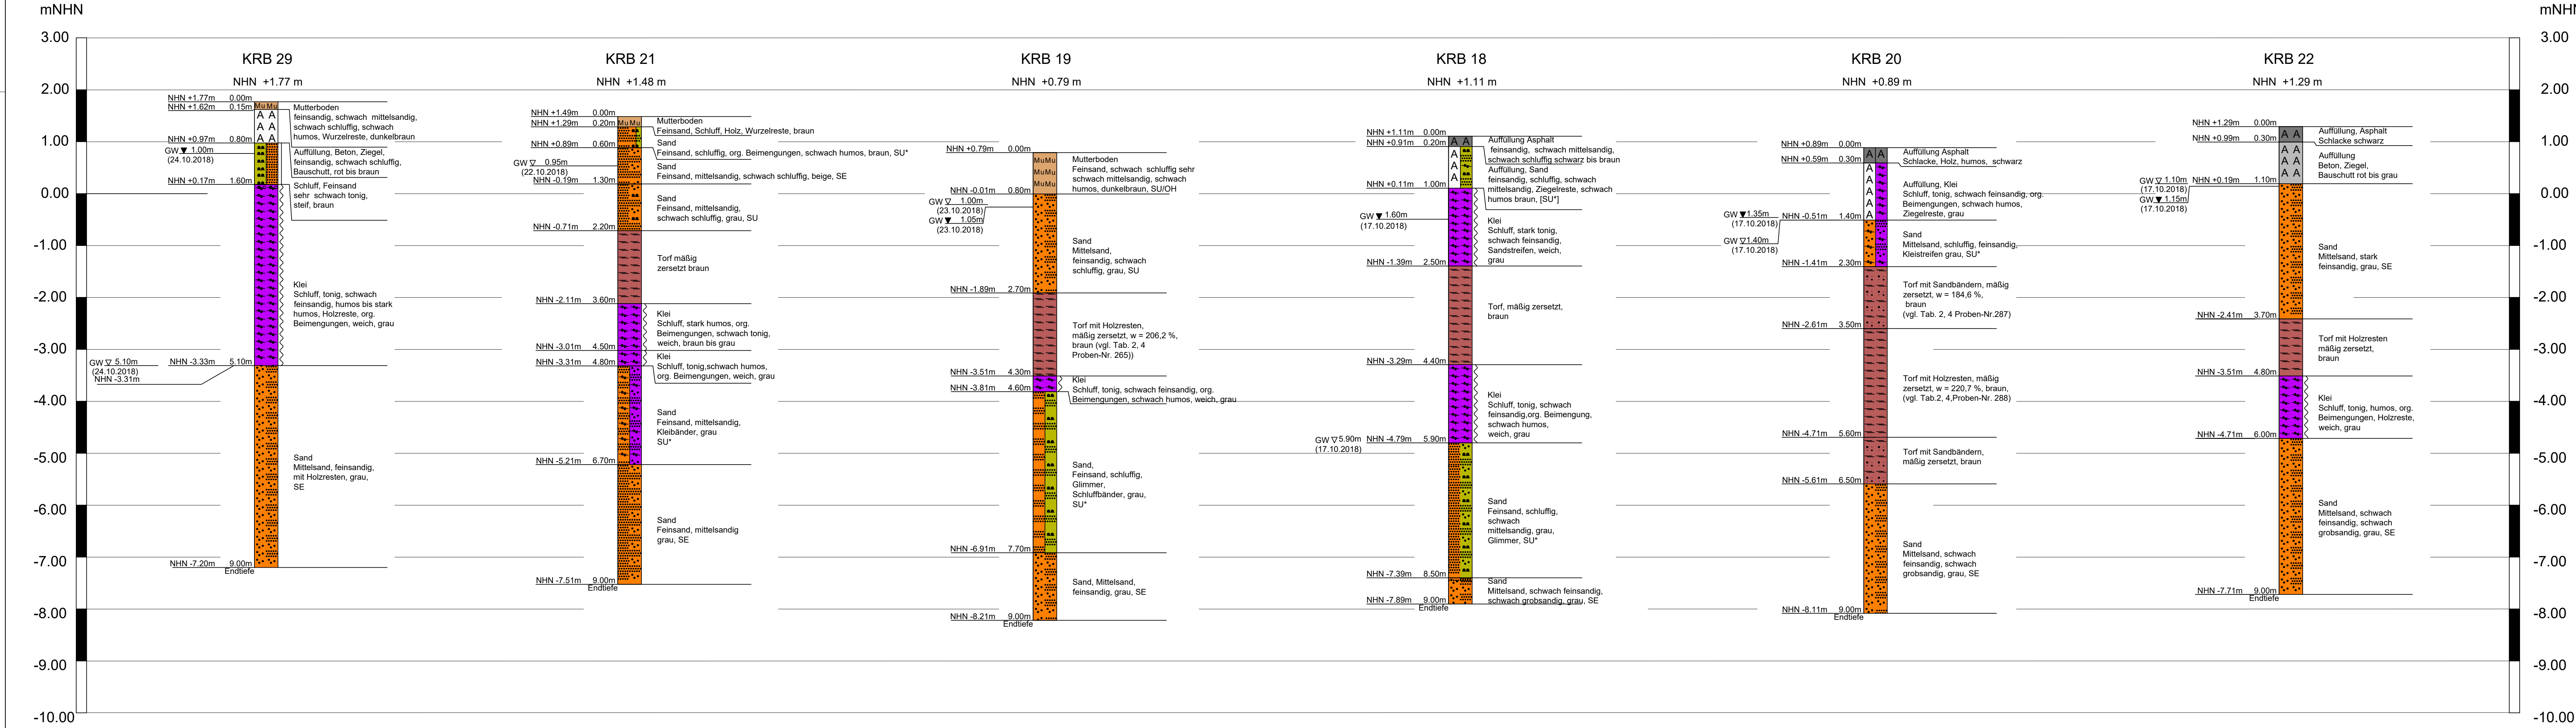 mNHN
mNHN
3.00
2.00
1.00
0.00
-1.00
-2.00
-3.00
-4.00
-5.00
-6.00
-7.00
-8.00
-9.00
-10.00
KRB 29
NHN +1.77 m
NHN +1.77m 0.00m
NHN +1.62m 0.15m
NHN +0.97m 0.80m
GW 1.00m
(24.10.2018)
NHN +0.17m 1.60m
GW 5.10m
(24.10.2018)
NHN -3.31m
NHN -3.33m 5.10m
NHN -7.20m 9.00m
Endtiefe
Mu Mu
A A
A A
A A
Mutterboden
feinsandig, schwach mittelsandig,
schwach schluffig, schwach
humos, Wurzelreste, dunkelbraun
Auffüllung, Beton, Ziegel,
feinsandig, schwach schluffig,
Bauschutt, rot bis braun
Schluff, Feinsand
sehr schwach tonig,
steif, braun
Klei
Schluff, tonig, schwach
feinsandig, humos bis stark
humos, Holzreste, org.
Beimengungen, weich, grau
Sand
Mittelsand, feinsandig,
mit Holzresten, grau,
SE
KRB 21
NHN +1.48 m
NHN +1.49m 0.00m
NHN +1.29m 0.20m
NHN +0.89m 0.60m
GW 0.95m
(22.10.2018)
NHN -0.19m 1.30m
NHN -0.71m 2.20m
NHN -2.11m 3.60m
NHN -3.01m 4.50m
NHN -3.31m 4.80m
NHN -5.21m 6.70m
NHN -7.51m 9.00m
Endtiefe
Mu Mu
Mutterboden
Feinsand, Schluff, Holz, Wurzelreste, braun
Sand
Feinsand, schluffig, org. Beimengungen, schwach humos, braun, SU*
Sand
Feinsand, mittelsandig, schwach schluffig, beige, SE
Sand
Feinsand, mittelsandig,
schwach schluffig, grau, SU
Torf mäßig
zersetzt braun
Klei
Schluff, stark humos, org.
Beimengungen, schwach tonig,
weich, braun bis grau
Klei
Schluff, tonig,schwach humos,
org. Beimengungen, weich, grau
Sand
Feinsand, mittelsandig,
Kleibänder, grau
SU*
Sand
Feinsand, mittelsandig
grau, SE
KRB 19
NHN +0.79 m
NHN +0.79m 0.00m
NHN -0.01m 0.80m
GW 1.00m
(23.10.2018)
GW 1.05m
(23.10.2018)
NHN -1.89m 2.70m
NHN -3.51m 4.30m
NHN -3.81m 4.60m
NHN -6.91m 7.70m
NHN -8.21m 9.00m
Endtiefe
MuMu
MuMu
MuMu
Mutterboden
Feinsand, schwach schluffig sehr
schwach mittelsandig, schwach
humos, dunkelbraun, SU/OH
Sand
Mittelsand,
feinsandig, schwach
schluffig, grau, SU
Torf mit Holzresten,
mäßig zersetzt, w = 206,2 %,
braun (vgl. Tab. 2, 4
Proben-Nr. 265))
Klei
Schluff, tonig, schwach feinsandig, org.
Beimengungen, schwach humos, weich, grau
Sand,
Feinsand, schluffig,
Glimmer,
Schluffbänder, grau,
SU*
Sand, Mittelsand,
feinsandig, grau, SE
KRB 18
NHN +1.11 m
NHN +1.11m 0.00m
NHN +0.91m 0.20m
NHN +0.11m 1.00m
GW 1.60m
(17.10.2018)
NHN -1.39m 2.50m
NHN -3.29m 4.40m
GW 5.90m
(17.10.2018)
NHN -4.79m 5.90m
NHN -7.39m 8.50m
NHN -7.89m 9.00m
Endtiefe
A A
A
A
A
Auffüllung Asphalt
feinsandig, schwach mittelsandig,
schwach schluffig schwarz bis braun
Auffüllung, Sand
feinsandig, schluffig, schwach
mittelsandig, Ziegelreste, schwach
humos braun, [SU*]
Klei
Schluff, stark tonig,
schwach feinsandig,
Sandstreifen, weich,
grau
Torf, mäßig zersetzt,
braun
Klei
Schluff, tonig, schwach
feinsandig,org. Beimengung,
schwach humos,
weich, grau
Sand
Feinsand, schluffig,
schwach
mittelsandig, grau,
Glimmer, SU*
Sand
Mittelsand, schwach feinsandig,
schwach grobsandig, grau, SE
KRB 20
NHN +0.89 m
NHN +0.89m 0.00m
NHN +0.59m 0.30m
GW 1.35m
(17.10.2018)
NHN -0.51m 1.40m
GW 1.40m
(17.10.2018)
NHN -1.41m 2.30m
NHN -2.61m 3.50m
NHN -4.71m 5.60m
NHN -5.61m 6.50m
NHN -8.11m 9.00m
Endtiefe
A A
A
A
A
A
A
Auffüllung Asphalt
Schlacke, Holz, humos, schwarz
Auffüllung, Klei
Schluff, tonig, schwach feinsandig, org.
Beimengungen, schwach humos,
Ziegelreste, grau
Sand
Mittelsand, schluffig, feinsandig,
Kleistreifen grau, SU*
Torf mit Sandbändern, mäßig
zersetzt, w = 184,6 %,
braun
(vgl. Tab. 2, 4 Proben-Nr.287)
Torf mit Holzresten, mäßig
zersetzt, w = 220,7 %, braun,
(vgl. Tab.2, 4,Proben-Nr. 288)
Torf mit Sandbändern,
mäßig zersetzt, braun
Sand
Mittelsand, schwach
feinsandig, schwach
grobsandig, grau, SE
KRB 22
NHN +1.29 m
NHN +1.29m 0.00m
NHN +0.99m 0.30m
GW 1.10m
(17.10.2018)
NHN +0.19m 1.10m
GW 1.15m
(17.10.2018)
NHN -2.41m 3.70m
NHN -3.51m 4.80m
NHN -4.71m 6.00m
NHN -7.71m 9.00m
Endtiefe
A A
A A
A A
A A
Auffüllung, Asphalt
Schlacke schwarz
Auffüllung
Beton, Ziegel,
Bauschutt rot bis grau
Sand
Mittelsand, stark
feinsandig, grau, SE
Torf mit Holzresten
mäßig zersetzt,
braun
Klei
Schluff, tonig, humos, org.
Beimengungen, Holzreste,
weich, grau
Sand
Mittelsand, schwach
feinsandig, schwach
grobsandig, grau, SE
3.00
2.00
1.00
0.00
-1.00
-2.00
-3.00
-4.00
-5.00
-6.00
-7.00
-8.00
-9.00
-10.00